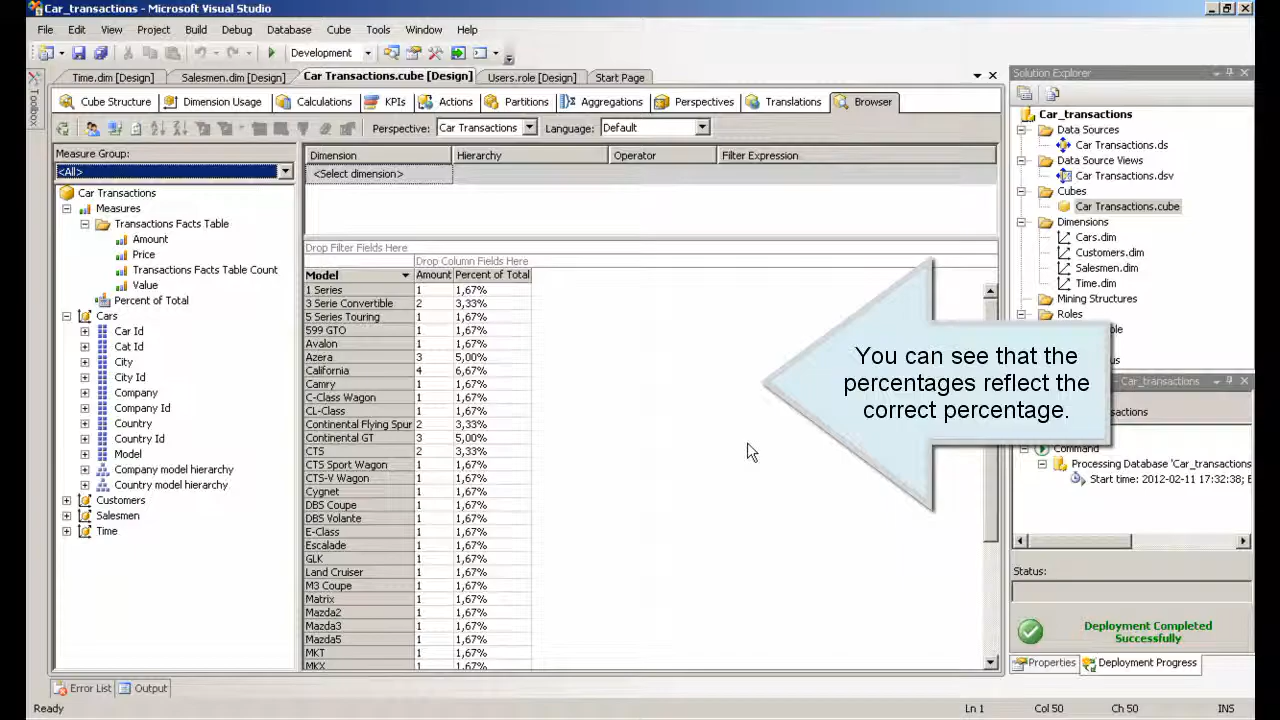 Car_transactions - Microsoft Visual Studio
File Edit View Project Build Debug Database Cube Tools Window Help
Development
Time.dim [Design] Salesmen.dim [Design] Car Transactions.cube [Design] Users.role [Design] Start Page
Cube Structure Dimension Usage Calculations KPIs Actions Partitions Aggregations Perspectives Translations Browser
Perspective: Car Transactions Language: Default
Toolbox
Measure Group:
<All>
Car Transactions
Measures
Transactions Facts Table
Amount
Price
Transactions Facts Table Count
Value
Percent of Total
Cars
Car Id
Cat Id
City
City Id
Company
Company Id
Country
Country Id
Model
Company model hierarchy
Country model hierarchy
Customers
Salesmen
Time
Dimension Hierarchy Operator Filter Expression
<Select dimension>
Drop Filter Fields Here
Drop Column Fields Here
Model Amount Percent of Total
1 Series 1 1,67%
3 Serie Convertible 2 3,33%
5 Series Touring 1 1,67%
599 GTO 1 1,67%
Avalon 1 1,67%
Azera 3 5,00%
California 4 6,67%
Camry 1 1,67%
C-Class Wagon 1 1,67%
CL-Class 1 1,67%
Continental Flying Spur 2 3,33%
Continental GT 3 5,00%
CTS 2 3,33%
CTS Sport Wagon 1 1,67%
CTS-V Wagon 1 1,67%
Cygnet 1 1,67%
DBS Coupe 1 1,67%
DBS Volante 1 1,67%
E-Class 1 1,67%
Escalade 1 1,67%
GLK 1 1,67%
Land Cruiser 1 1,67%
M3 Coupe 1 1,67%
Matrix 1 1,67%
Mazda2 1 1,67%
Mazda3 1 1,67%
Mazda5 1 1,67%
MKT 1 1,67%
MKX 1 1,67%
You can see that the
percentages reflect the
correct percentage.
Solution Explorer
Car_transactions
Data Sources
Car Transactions.ds
Data Source Views
Car Transactions.dsv
Cubes
Car Transactions.cube
Dimensions
Cars.dim
Customers.dim
Salesmen.dim
Time.dim
Mining Structures
Roles
- Car_transactions
Command
Processing Database 'Car_transactions
Start time: 2012-02-11 17:32:38; E
Status:
Deployment Completed
Successfully
Properties Deployment Progress
Error List Output
Ready Ln 1 Col 50 Ch 50 INS